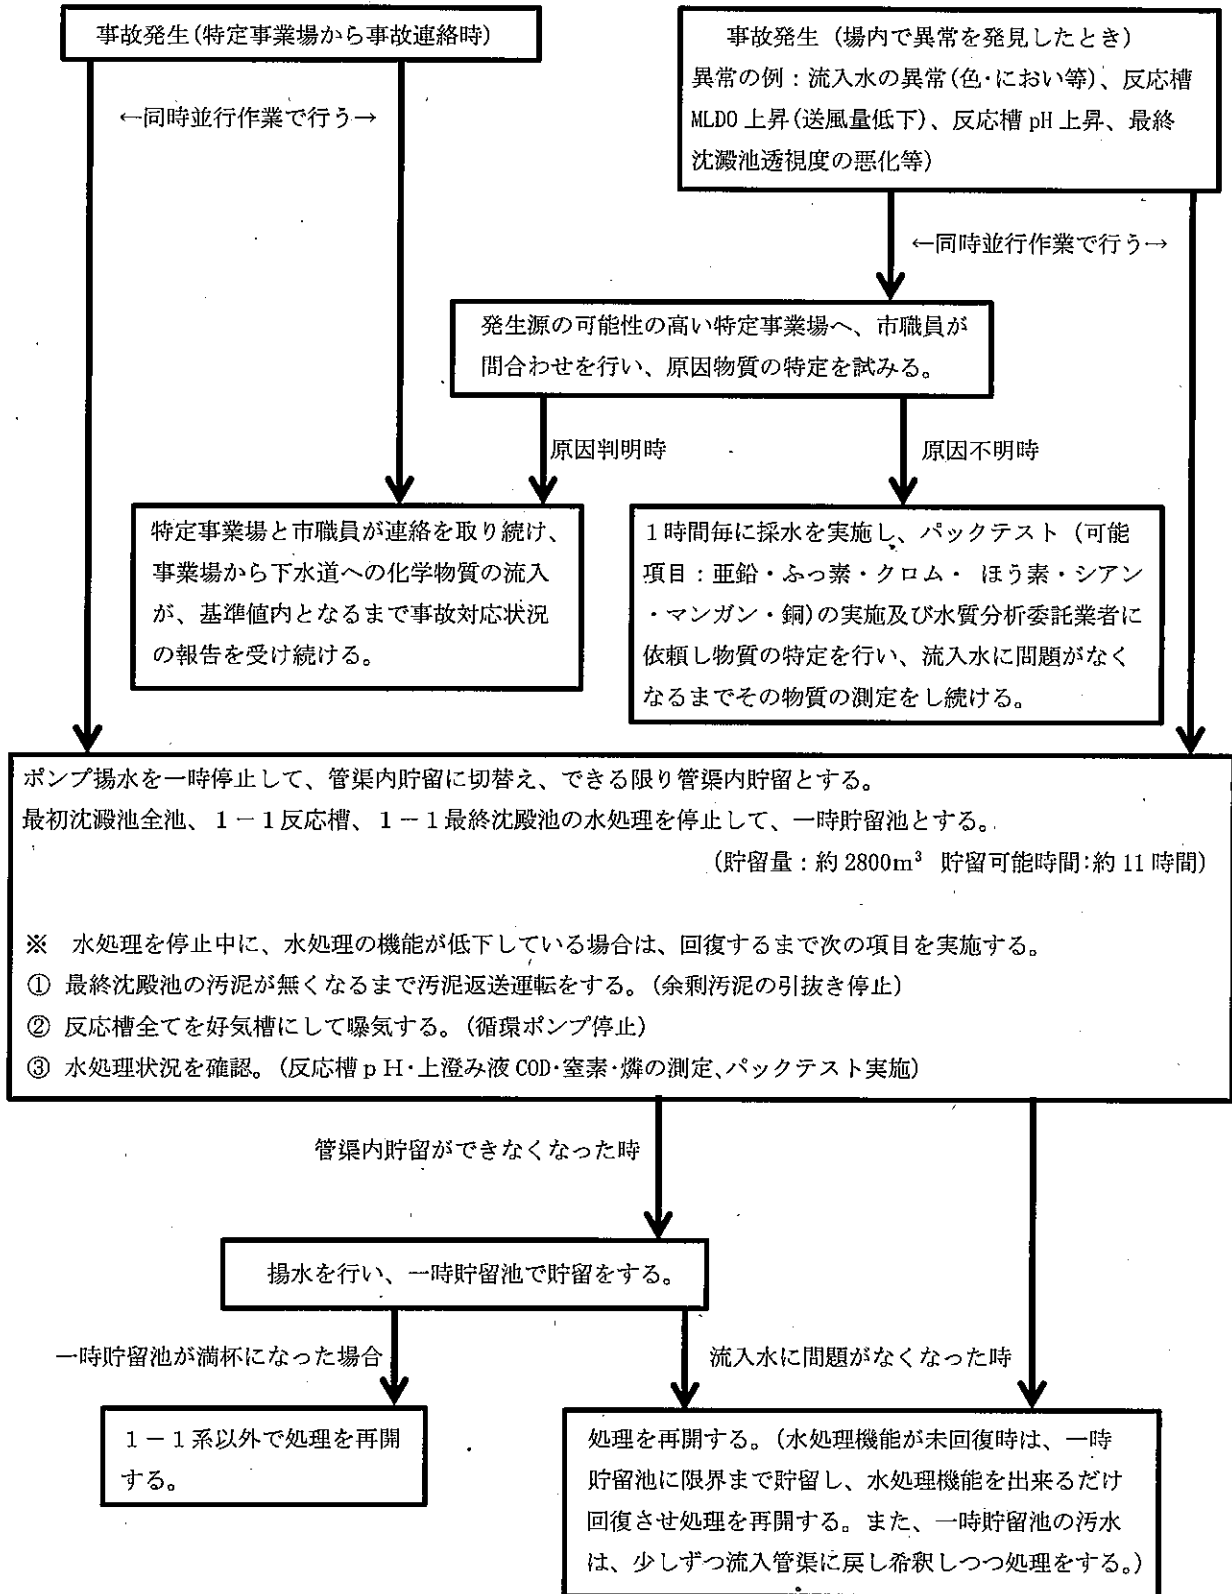 事故発生(特定事業場から事故連絡時)
事故発生（場内で異常を発見したとき）
異常の例：流入水の異常(色・におい等)、反応槽
MLDO 上昇(送風量低下)、反応槽 pH 上昇、最終
沈澱池透視度の悪化等)
←同時並行作業で行う→
←同時並行作業で行う→
発生源の可能性の高い特定事業場へ、市職員が
問合わせを行い、原因物質の特定を試みる。
原因判明時
原因不明時
特定事業場と市職員が連絡を取り続け、
事業場から下水道への化学物質の流入
が、基準値内となるまで事故対応状況
の報告を受け続ける。
１時間毎に採水を実施し、パックテスト（可能
項目：亜鉛・ふっ素・クロム・ ほう素・シアン
・マンガン・銅)の実施及び水質分析委託業者に
依頼し物質の特定を行い、流入水に問題がなく
なるまでその物質の測定をし続ける。
ポンプ揚水を一時停止して、管渠内貯留に切替え、できる限り管渠内貯留とする。
最初沈澱池全池、１－１反応槽、１－１最終沈殿池の水処理を停止して、一時貯留池とする。
（貯留量：約 2800m³ 貯留可能時間:約 11 時間）
※　水処理を停止中に、水処理の機能が低下している場合は、回復するまで次の項目を実施する。
① 最終沈殿池の汚泥が無くなるまで汚泥返送運転をする。（余剰汚泥の引抜き停止）
② 反応槽全てを好気槽にして曝気する。（循環ポンプ停止）
③ 水処理状況を確認。（反応槽ｐＨ・上澄み液 COD・窒素・燐の測定、パックテスト実施）
管渠内貯留ができなくなった時
揚水を行い、一時貯留池で貯留をする。
一時貯留池が満杯になった場合
流入水に問題がなくなった時
１－１系以外で処理を再開
する。
処理を再開する。（水処理機能が未回復時は、一時
貯留池に限界まで貯留し、水処理機能を出来るだけ
回復させ処理を再開する。また、一時貯留池の汚水
は、少しずつ流入管渠に戻し希釈しつつ処理をする。）